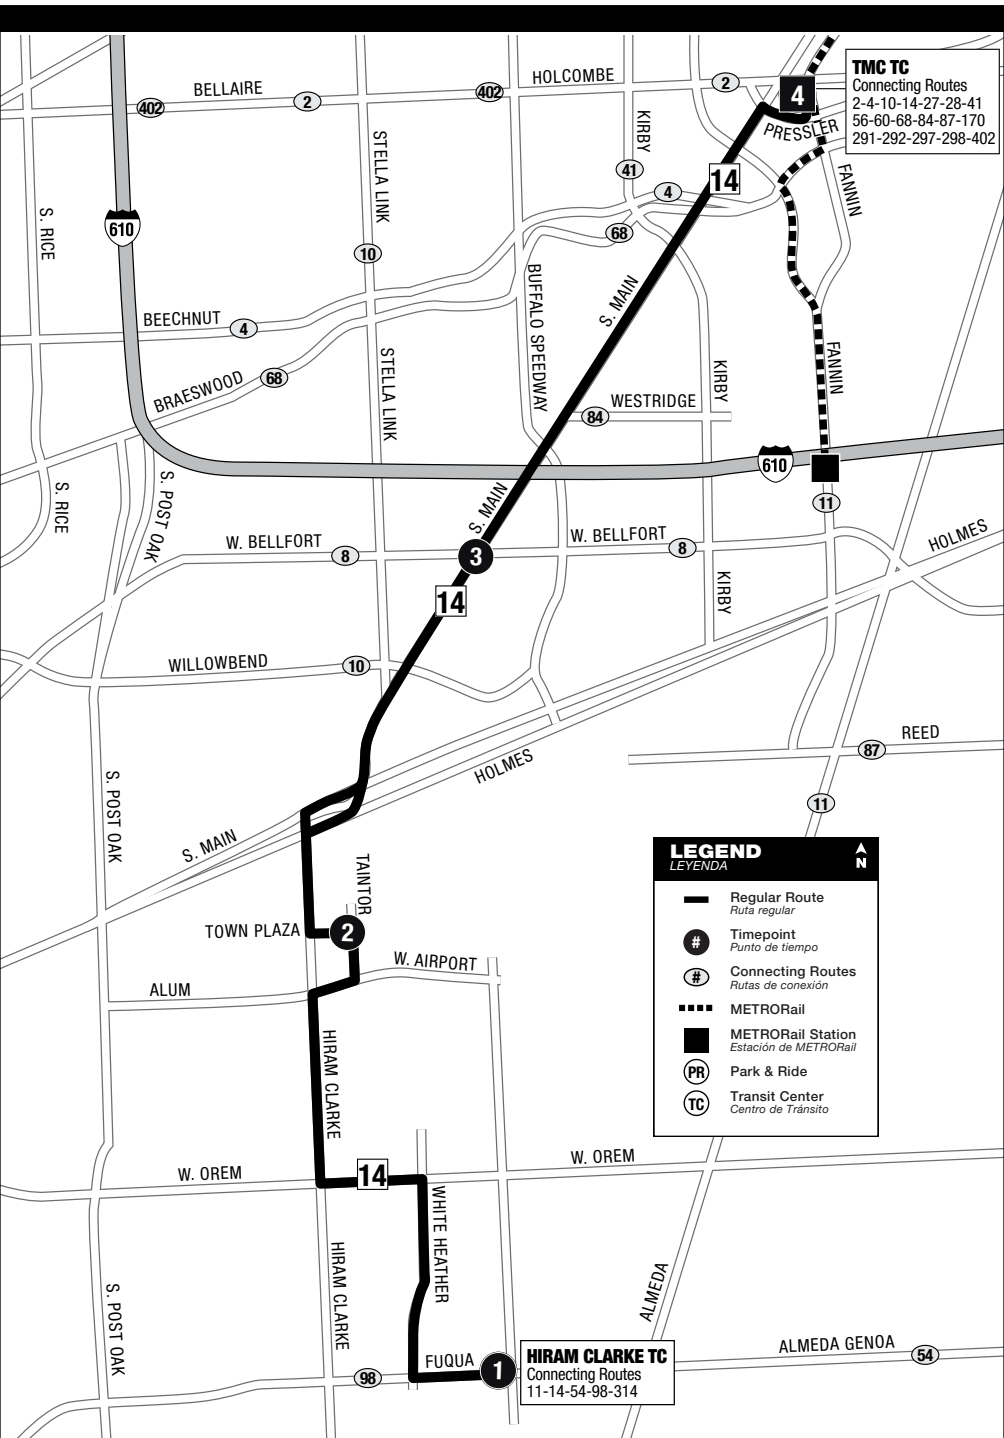 BELLAIRE
402
2
402
HOLCOMBE
2
4
TMC TC
Connecting Routes
2-4-10-14-27-28-41
56-60-68-84-87-170
291-292-297-298-402
PRESSLER
KIRBY
STELLA LINK
41
14
4
FANNIN
S. RICE
610
10
68
BUFFALO SPEEDWAY
S. MAIN
BEECHNUT
4
FANNIN
STELLA LINK
KIRBY
BRAESWOOD
68
WESTRIDGE
84
610
S. RICE
S. POST OAK
S. MAIN
11
HOLMES
W. BELLFORT
8
3
W. BELLFORT
8
KIRBY
14
WILLOWBEND
10
REED
87
HOLMES
S. POST OAK
11
S. MAIN
TAINTOR
LEGEND
LEYENDA
N
Regular Route
Ruta regular
#
Timepoint
Punto de tiempo
#
Connecting Routes
Rutas de conexión
METRORail
METRORail Station
Estación de METRORail
PR
Park & Ride
TC
Transit Center
Centro de Tránsito
TOWN PLAZA
2
W. AIRPORT
ALUM
HIRAM CLARKE
W. OREM
14
W. OREM
WHITE HEATHER
HIRAM CLARKE
S. POST OAK
ALMEDA
ALMEDA GENOA
54
FUQUA
98
1
HIRAM CLARKE TC
Connecting Routes
11-14-54-98-314